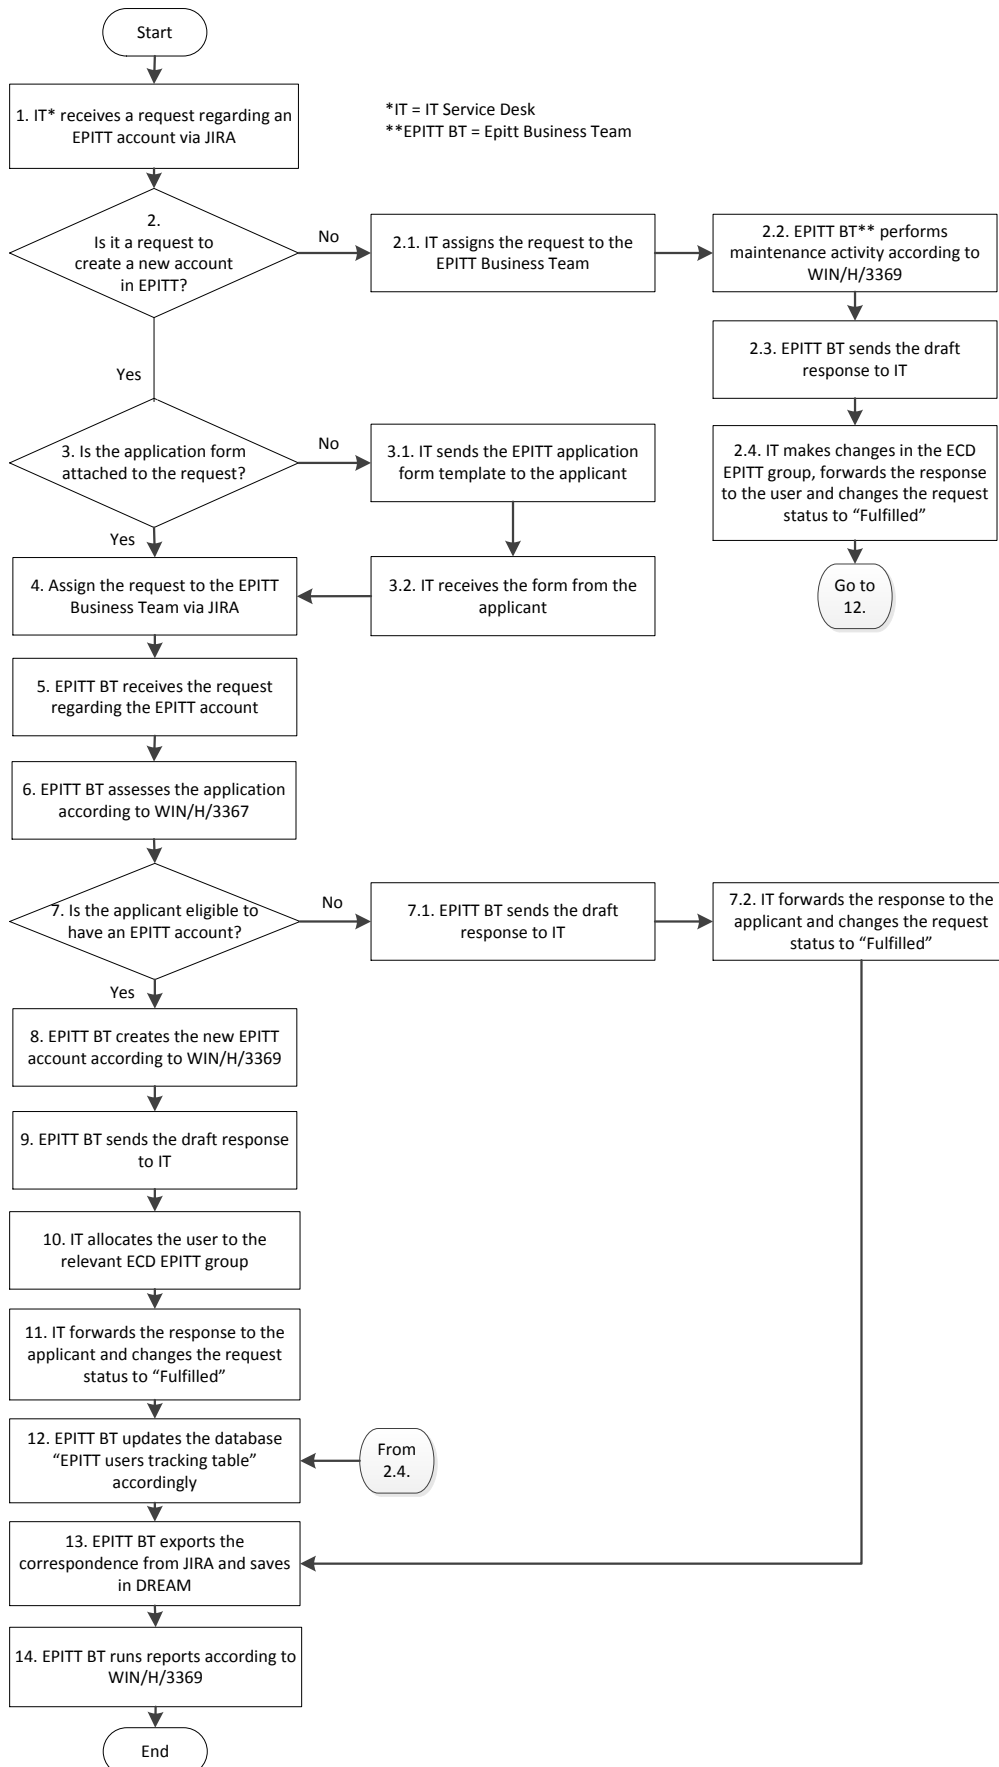 Start
1. IT* receives a request regarding an
EPITT account via JIRA
*IT = IT Service Desk
**EPITT BT = Epitt Business Team
2.
Is it a request to
create a new account
in EPITT?
No
2.1. IT assigns the request to the
EPITT Business Team
2.2. EPITT BT** performs
maintenance activity according to
WIN/H/3369
2.3. EPITT BT sends the draft
response to IT
Yes
3. Is the application form
attached to the request?
No
3.1. IT sends the EPITT application
form template to the applicant
2.4. IT makes changes in the ECD
EPITT group, forwards the response
to the user and changes the request
status to “Fulfilled”
Yes
4. Assign the request to the EPITT
Business Team via JIRA
3.2. IT receives the form from the
applicant
Go to
12.
5. EPITT BT receives the request
regarding the EPITT account
6. EPITT BT assesses the application
according to WIN/H/3367
7. Is the applicant eligible to
have an EPITT account?
No
7.1. EPITT BT sends the draft
response to IT
7.2. IT forwards the response to the
applicant and changes the request
status to “Fulfilled”
Yes
8. EPITT BT creates the new EPITT
account according to WIN/H/3369
9. EPITT BT sends the draft response
to IT
10. IT allocates the user to the
relevant ECD EPITT group
11. IT forwards the response to the
applicant and changes the request
status to “Fulfilled”
12. EPITT BT updates the database
“EPITT users tracking table”
accordingly
From
2.4.
13. EPITT BT exports the
correspondence from JIRA and saves
in DREAM
14. EPITT BT runs reports according to
WIN/H/3369
End